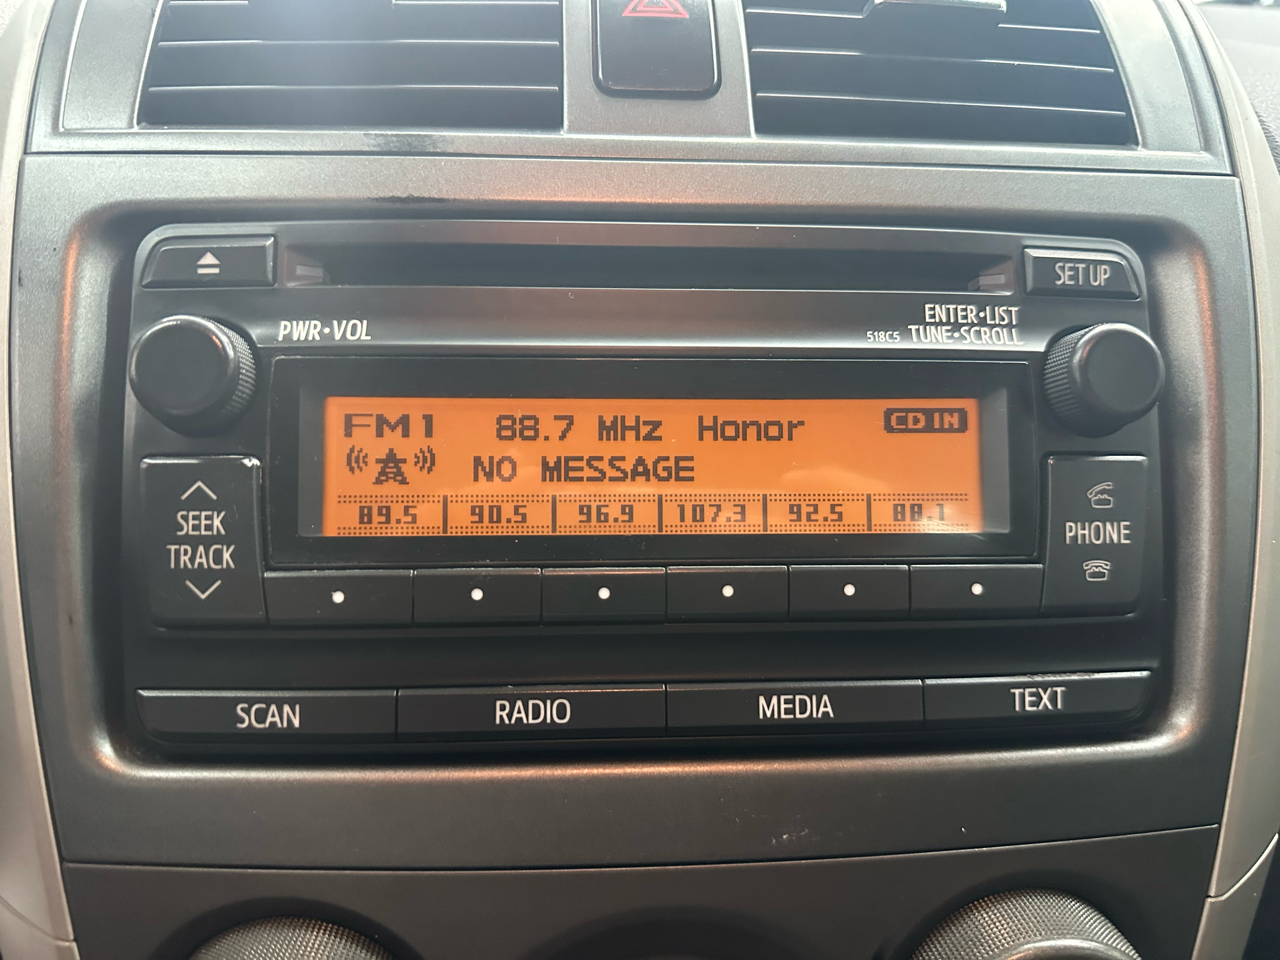 SET UP
PWR•VOL
ENTER•LIST
518C5 TUNE•SCROLL
FM1 88.7 MHz Honor CD IN
NO MESSAGE
89.5 90.5 96.9 107.3 92.5 88.1
SEEK
TRACK
PHONE
SCAN RADIO MEDIA TEXT